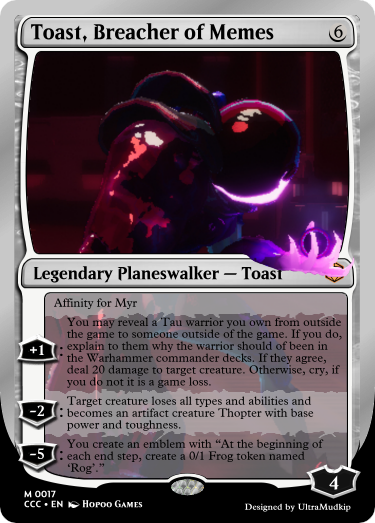 Toast, Breacher of Memes 6
Legendary Planeswalker — Toast
Affinity for Myr
+1: You may reveal a Tau warrior you own from outside
the game to someone outside of the game. If you do,
explain to them why the warrior should of been in
the Warhammer commander decks. If they agree,
deal 20 damage to target creature. Otherwise, cry, if
you do not it is a game loss.
-2: Target creature loses all types and abilities and
becomes an artifact creature Thopter with base
power and toughness.
-5: You create an emblem with “At the beginning of
each end step, create a 0/1 Frog token named
‘Rog’.”
4
M 0017
CCC • EN Hopoo Games
Designed by UltraMudkip